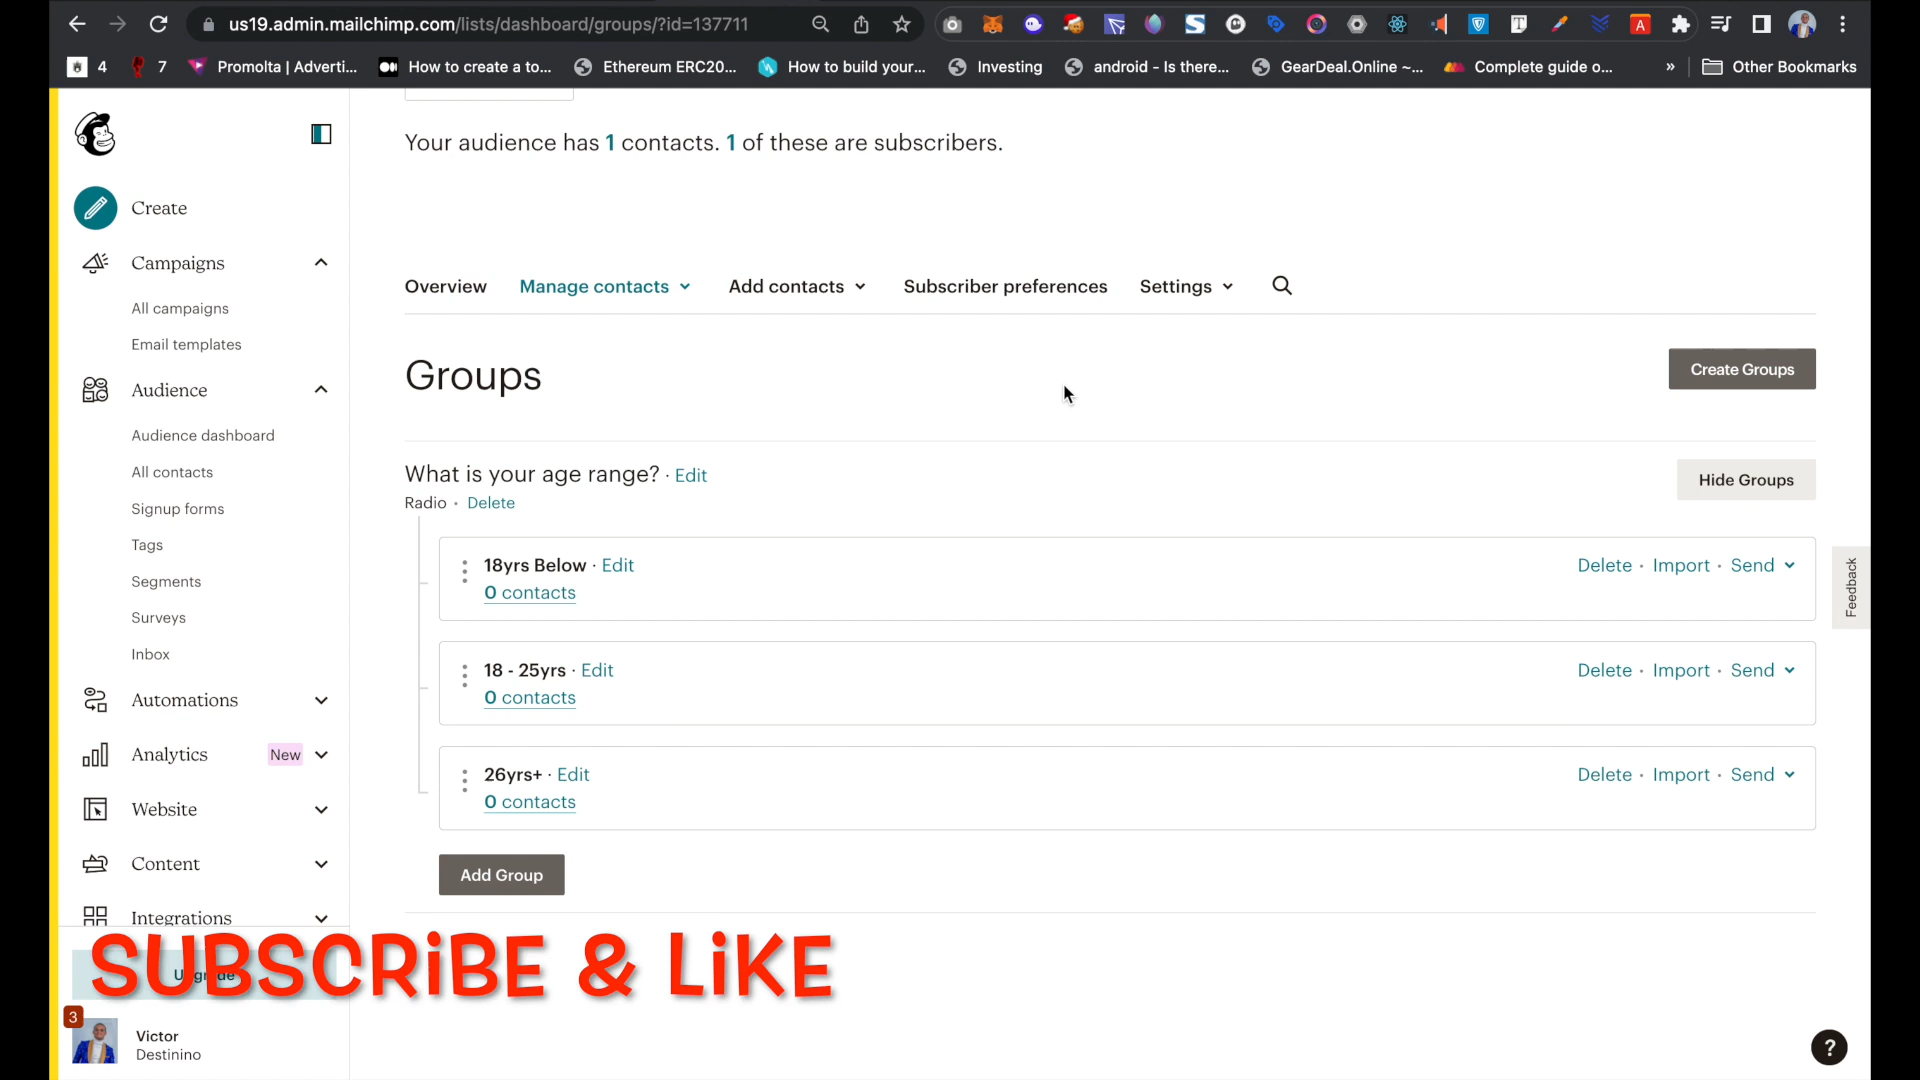 us19.admin.mailchimp.com/lists/dashboard/groups/?id=137711
4
7
Promolta | Adverti...
How to create a to...
Ethereum ERC20...
How to build your...
Investing
android - Is there...
GearDeal.Online ~...
Complete guide o...
»
Other Bookmarks
Your audience has 1 contacts. 1 of these are subscribers.
Create
Campaigns
All campaigns
Email templates
Audience
Audience dashboard
All contacts
Signup forms
Tags
Segments
Surveys
Inbox
Automations
Analytics New
Website
Content
Integrations
Upgrade
3
Victor
Destinino
Overview Manage contacts Add contacts Subscriber preferences Settings
Groups
Create Groups
What is your age range? · Edit
Radio • Delete
Hide Groups
18yrs Below · Edit
0 contacts
Delete • Import • Send
18 - 25yrs · Edit
0 contacts
Delete • Import • Send
26yrs+ · Edit
0 contacts
Delete • Import • Send
Add Group
Feedback
SUBSCRiBE & LiKE
?